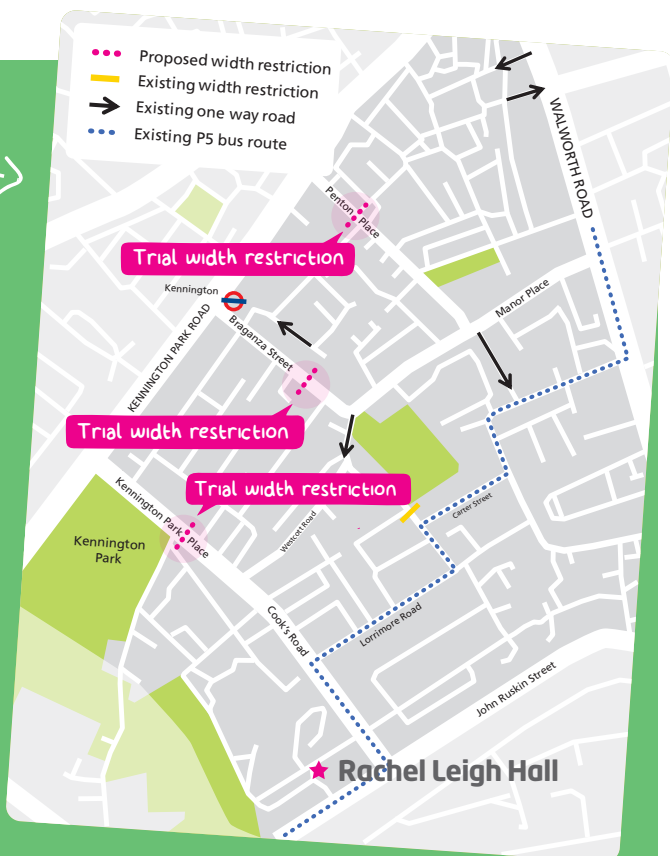 Proposed width restriction
Existing width restriction
Existing one way road
Existing P5 bus route
WALWORTH ROAD
Penton Place
Trial width restriction
Kennington
Manor Place
KENNINGTON PARK ROAD
Braganza Street
Trial width restriction
Trial width restriction
Kennington Park Place
Carter Street
Westcott Road
Kennington
Park
Cook's Road
Lorrimore Road
John Ruskin Street
Rachel Leigh Hall